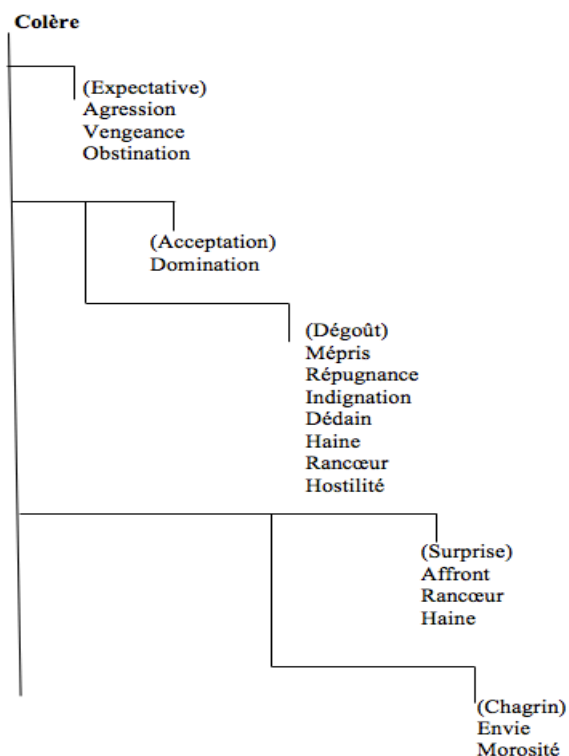 Colère
(Expectative)
Agression
Vengeance
Obstination
(Acceptation)
Domination
(Dégoût)
Mépris
Répugnance
Indignation
Dédain
Haine
Rancœur
Hostilité
(Surprise)
Affront
Rancœur
Haine
(Chagrin)
Envie
Morosité